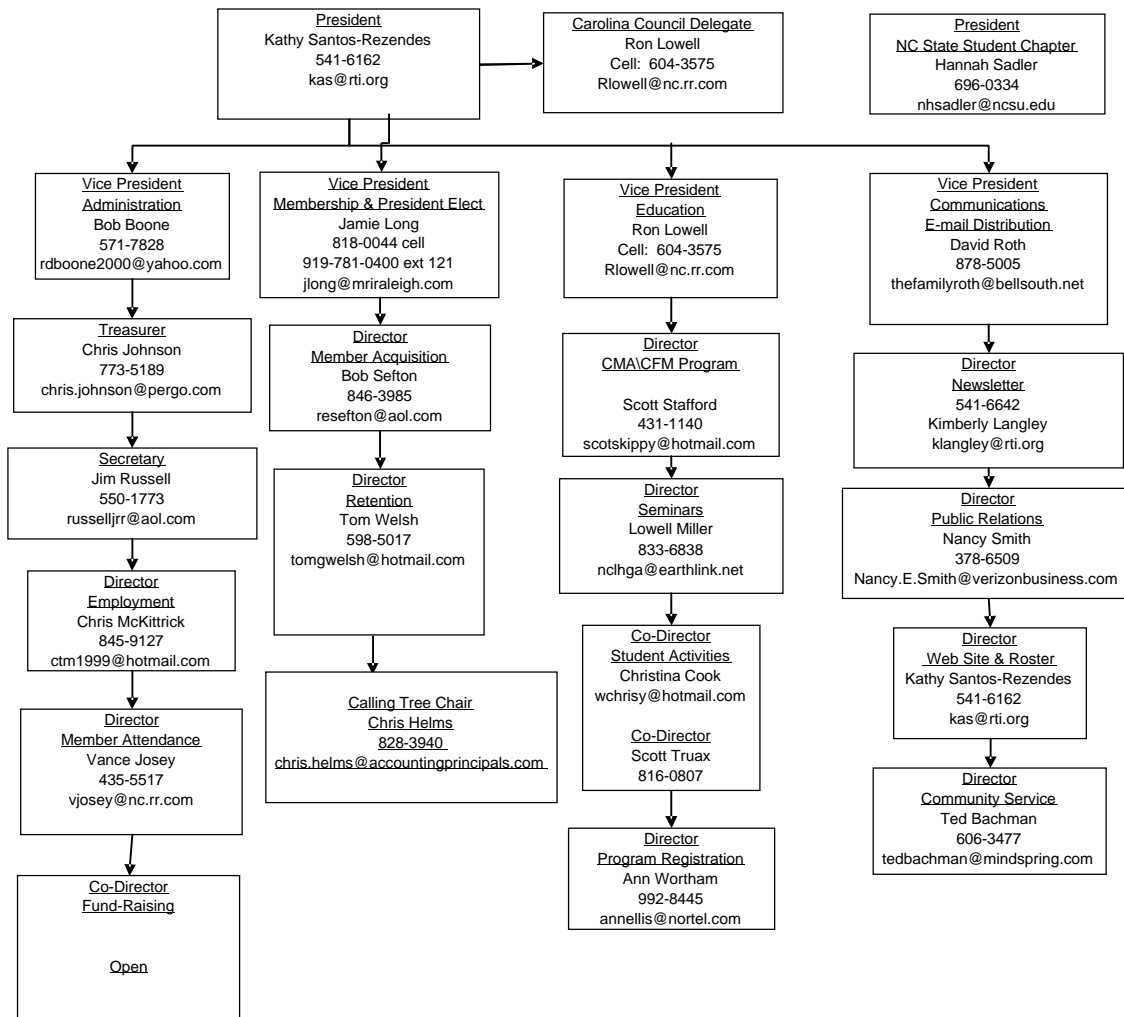 President
Kathy Santos-Rezendes
541-6162
kas@rti.org
Carolina Council Delegate
Ron Lowell
Cell:  604-3575
Rlowell@nc.rr.com
President
NC State Student Chapter
Hannah Sadler
696-0334
nhsadler@ncsu.edu
Vice President
Administration
Bob Boone
571-7828
rdboone2000@yahoo.com
Treasurer
Chris Johnson
773-5189
chris.johnson@pergo.com
Secretary
Jim Russell
550-1773
russelljrr@aol.com
Director
Employment
Chris McKittrick
845-9127
ctm1999@hotmail.com
Director
Member Attendance
Vance Josey
435-5517
vjosey@nc.rr.com
Co-Director
Fund-Raising
Open
Vice President
Membership & President Elect
Jamie Long
818-0044 cell
919-781-0400 ext 121
jlong@mriraleigh.com
Director
Member Acquisition
Bob Sefton
846-3985
resefton@aol.com
Director
Retention
Tom Welsh
598-5017
tomgwelsh@hotmail.com
Calling Tree Chair
Chris Helms
828-3940
chris.helms@accountingprincipals.com
Vice President
Education
Ron Lowell
Cell:  604-3575
Rlowell@nc.rr.com
Director
CMA\CFM Program
Scott Stafford
431-1140
scotskippy@hotmail.com
Director
Seminars
Lowell Miller
833-6838
nclhga@earthlink.net
Co-Director
Student Activities
Christina Cook
wchrisy@hotmail.com
Co-Director
Scott Truax
816-0807
Director
Program Registration
Ann Wortham
992-8445
annellis@nortel.com
Vice President
Communications
E-mail Distribution
David Roth
878-5005
thefamilyroth@bellsouth.net
Director
Newsletter
541-6642
Kimberly Langley
klangley@rti.org
Director
Public Relations
Nancy Smith
378-6509
Nancy.E.Smith@verizonbusiness.com
Director
Web Site & Roster
Kathy Santos-Rezendes
541-6162
kas@rti.org
Director
Community Service
Ted Bachman
606-3477
tedbachman@mindspring.com